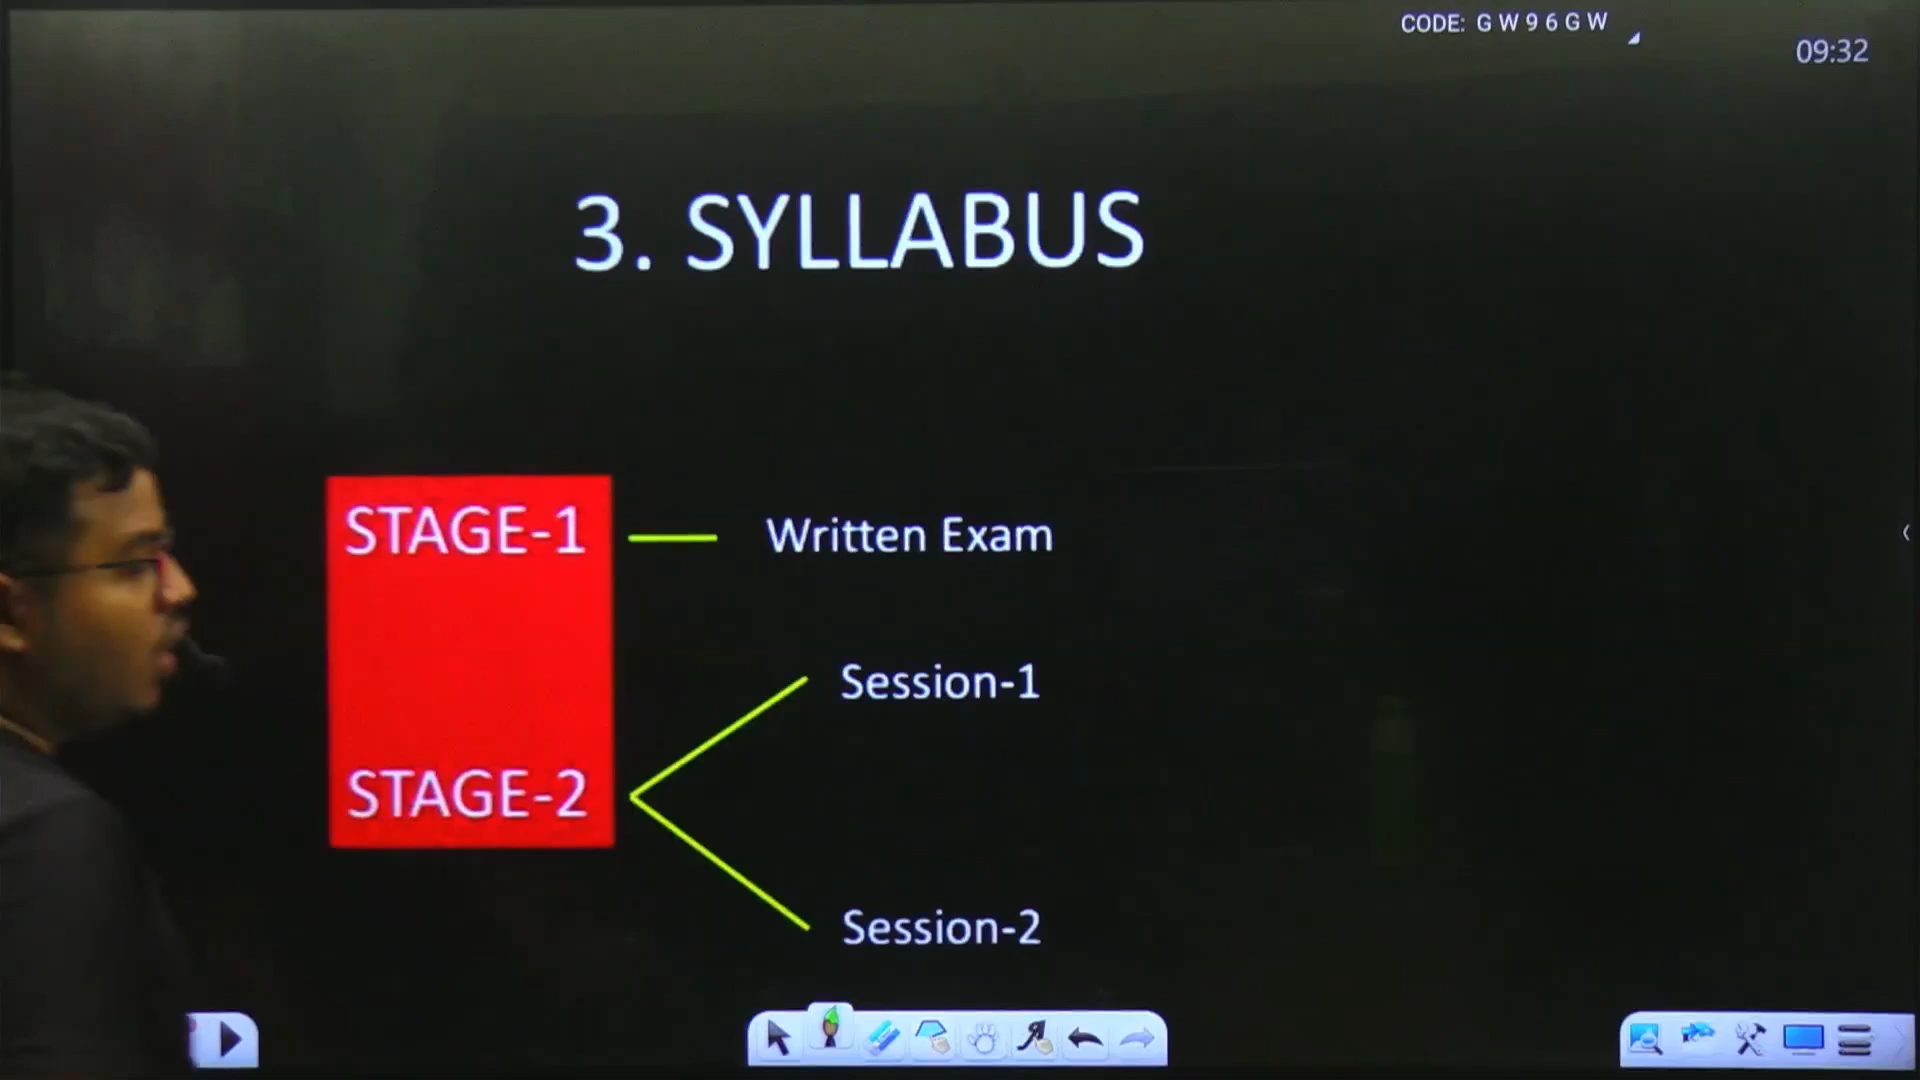 CODE: G W 9 6 G W
09:32
3. SYLLABUS
STAGE-1
Written Exam
Session-1
STAGE-2
Session-2